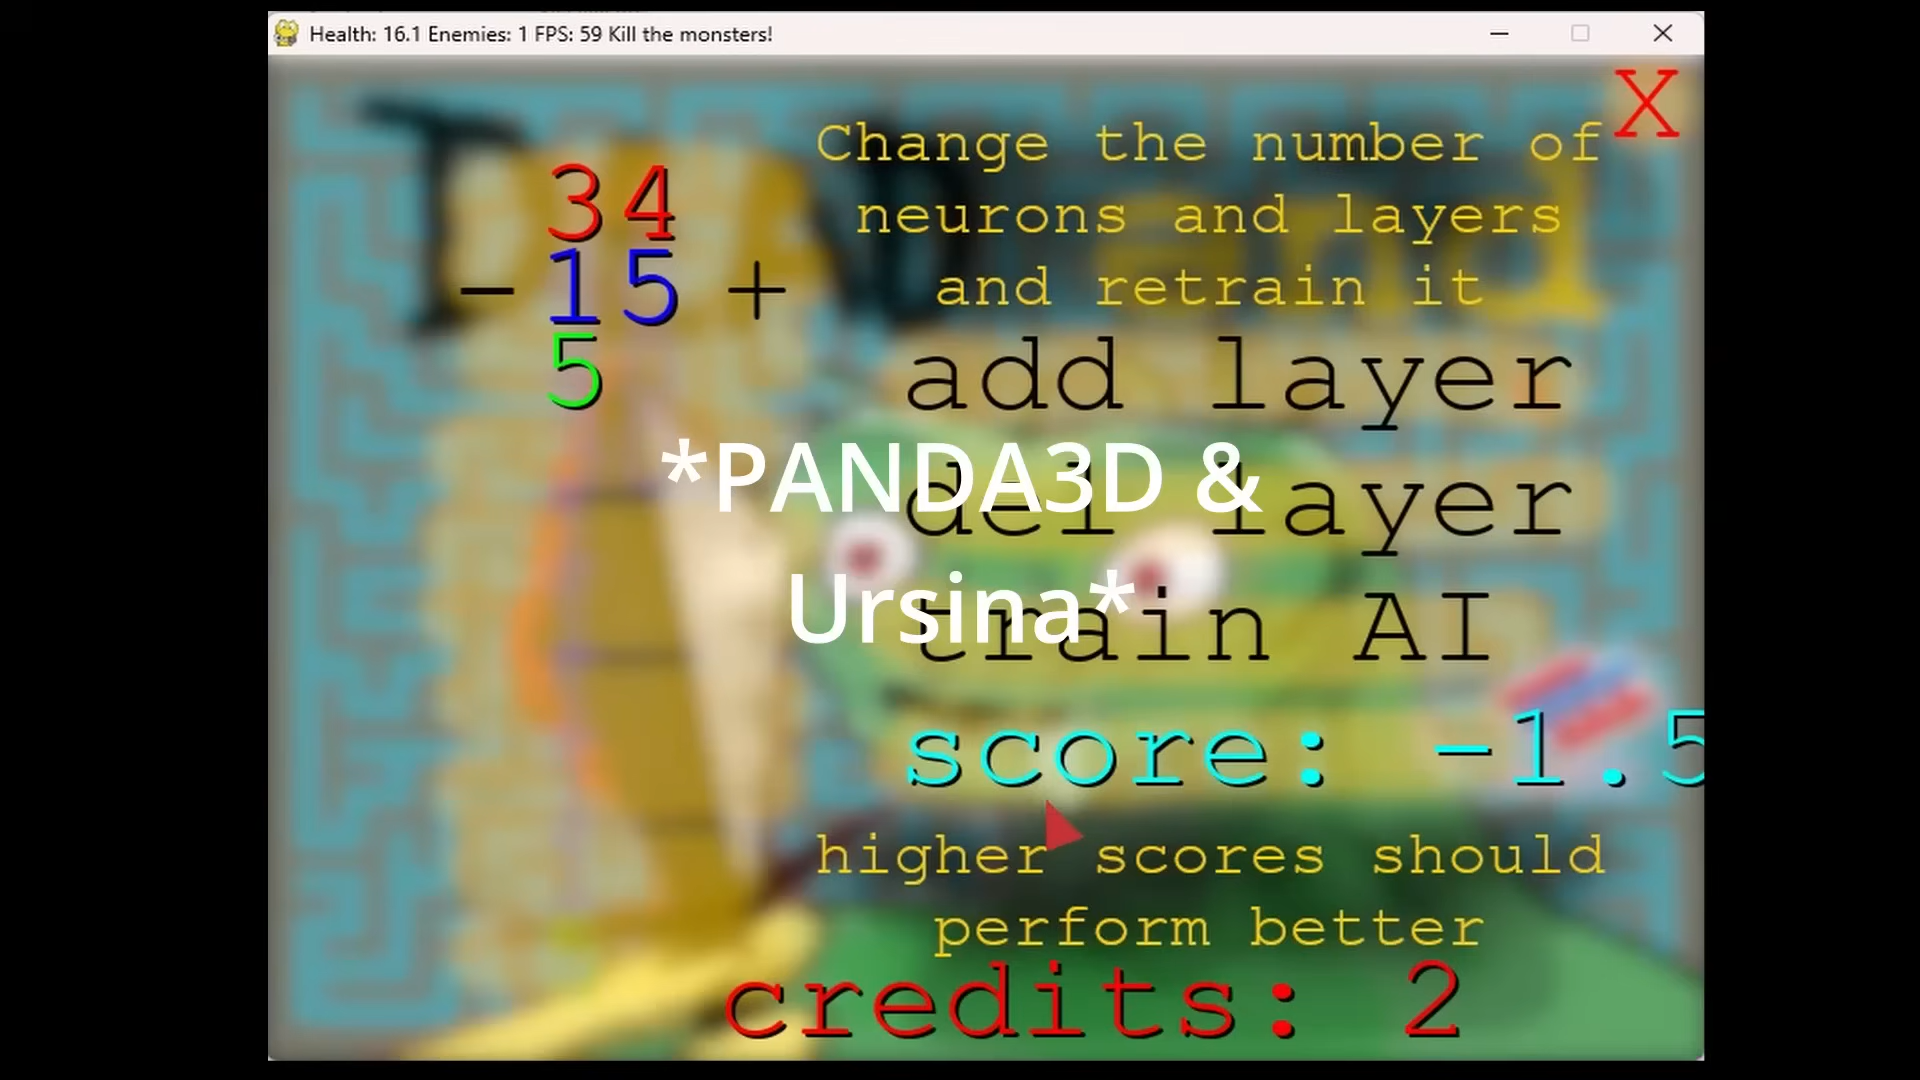 Health: 16.1 Enemies: 1 FPS: 59 Kill the monsters!
X
Change the number of
neurons and layers
and retrain it
34
- 15 +
5
add layer
del layer
train AI
*PANDA3D &
Ursina*
score: -1.5
higher scores should
perform better
credits: 2